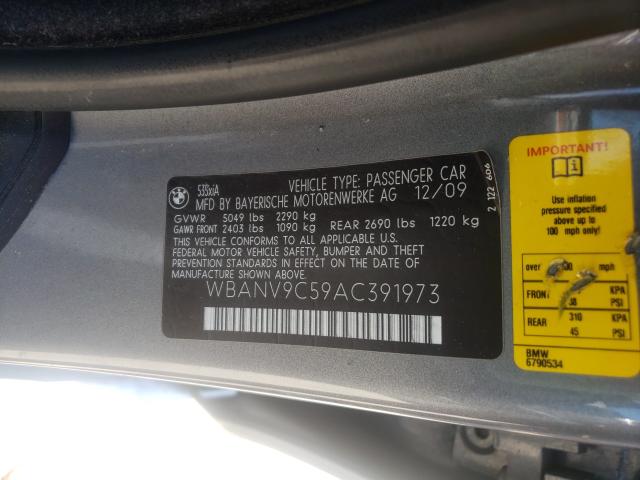 BMW
535xiA
VEHICLE TYPE: PASSENGER CAR
MFD BY BAYERISCHE MOTORENWERKE AG 12/09
GVWR 5049 lbs 2290 kg
GAWR FRONT 2403 lbs 1090 kg REAR 2690 lbs 1220 kg
THIS VEHICLE CONFORMS TO ALL APPLICABLE U.S.
FEDERAL MOTOR VEHICLE SAFETY, BUMPER, AND THEFT
PREVENTION STANDARDS IN EFFECT ON THE DATE OF
MANUFACTURE SHOWN ABOVE.
WBANV9C59AC391973
2 122 606
IMPORTANT!
Use inflation
pressure specified
for above up to
100 mph only!
over mph
FRONT KPA
38 PSI
REAR 310 KPA
45 PSI
BMW
6790534